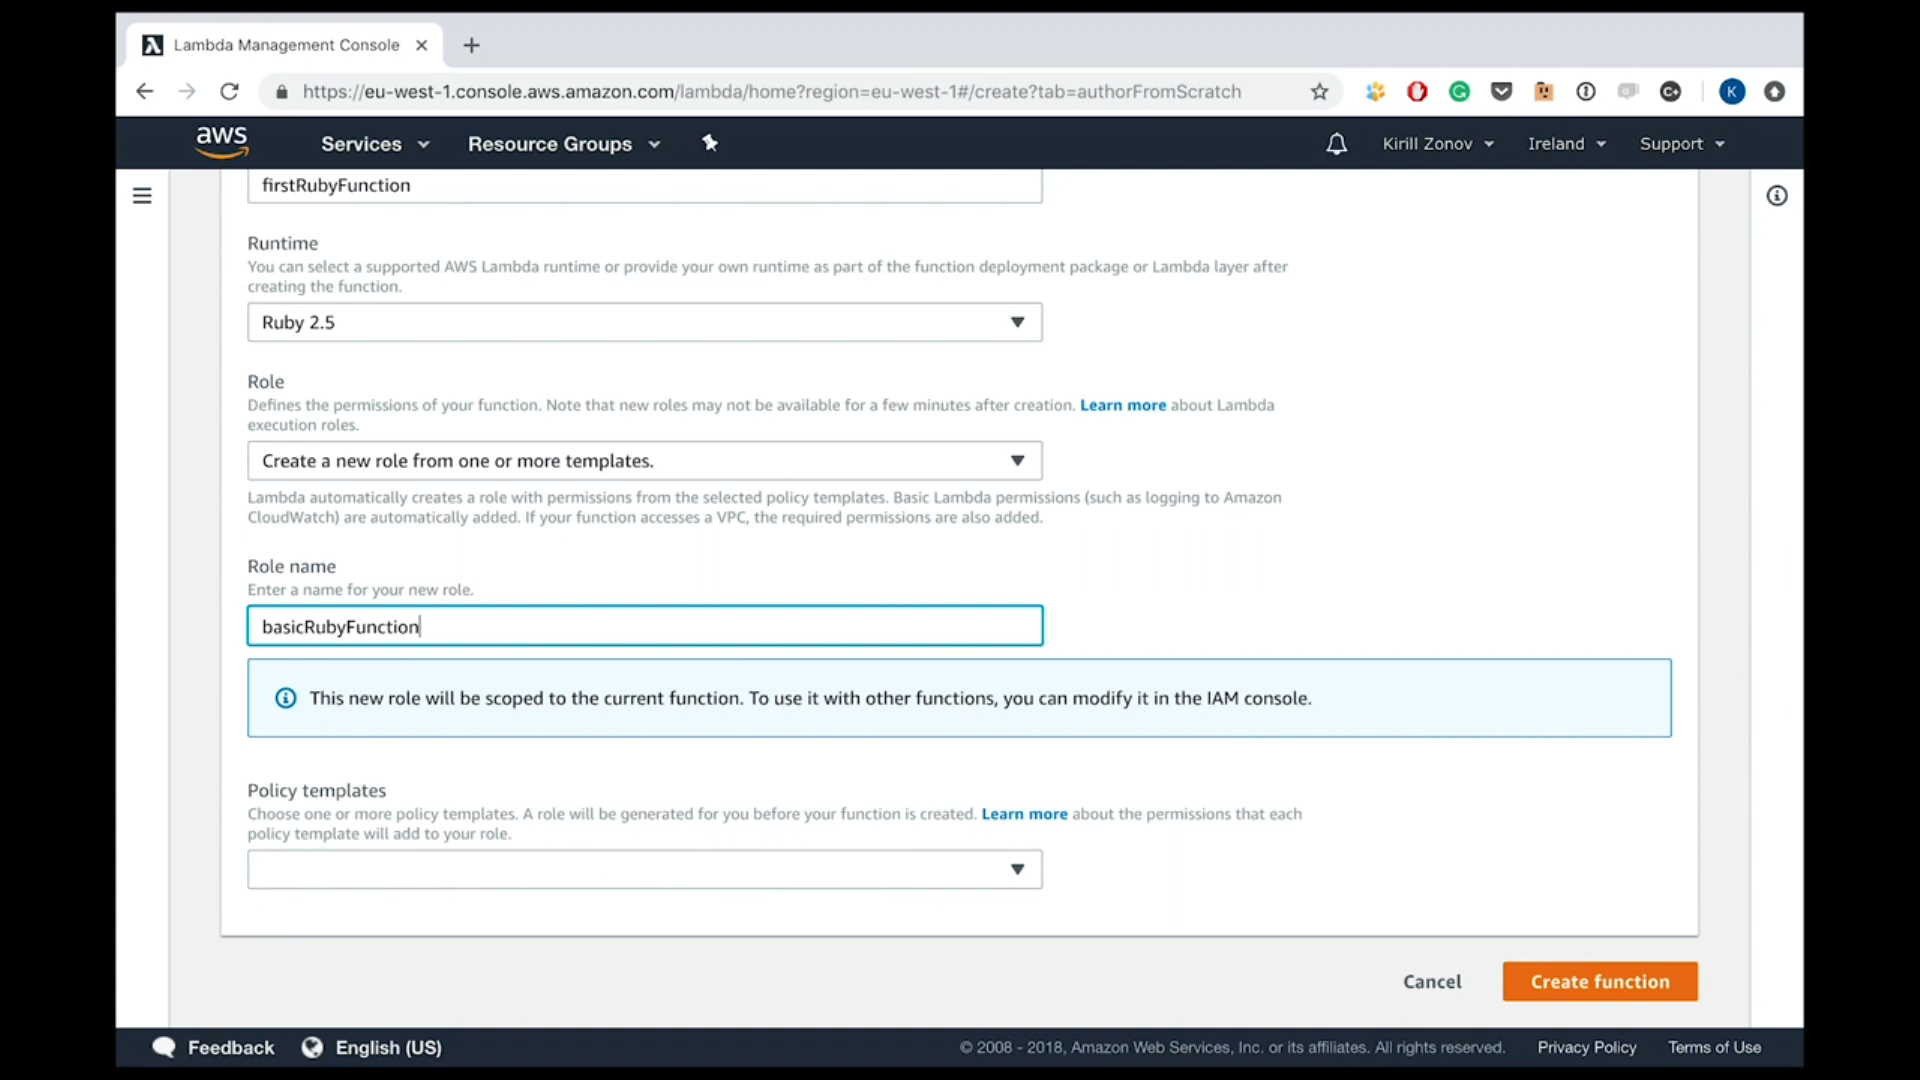 Lambda Management Console
https://eu-west-1.console.aws.amazon.com/lambda/home?region=eu-west-1#/create?tab=authorFromScratch
K
aws
Services
Resource Groups
Kirill Zonov
Ireland
Support
firstRubyFunction
Runtime
You can select a supported AWS Lambda runtime or provide your own runtime as part of the function deployment package or Lambda layer after
creating the function.
Ruby 2.5
Role
Defines the permissions of your function. Note that new roles may not be available for a few minutes after creation. Learn more about Lambda
execution roles.
Create a new role from one or more templates.
Lambda automatically creates a role with permissions from the selected policy templates. Basic Lambda permissions (such as logging to Amazon
CloudWatch) are automatically added. If your function accesses a VPC, the required permissions are also added.
Role name
Enter a name for your new role.
basicRubyFunction
This new role will be scoped to the current function. To use it with other functions, you can modify it in the IAM console.
Policy templates
Choose one or more policy templates. A role will be generated for you before your function is created. Learn more about the permissions that each
policy template will add to your role.
Cancel
Create function
Feedback
English (US)
© 2008 - 2018, Amazon Web Services, Inc. or its affiliates. All rights reserved.
Privacy Policy
Terms of Use